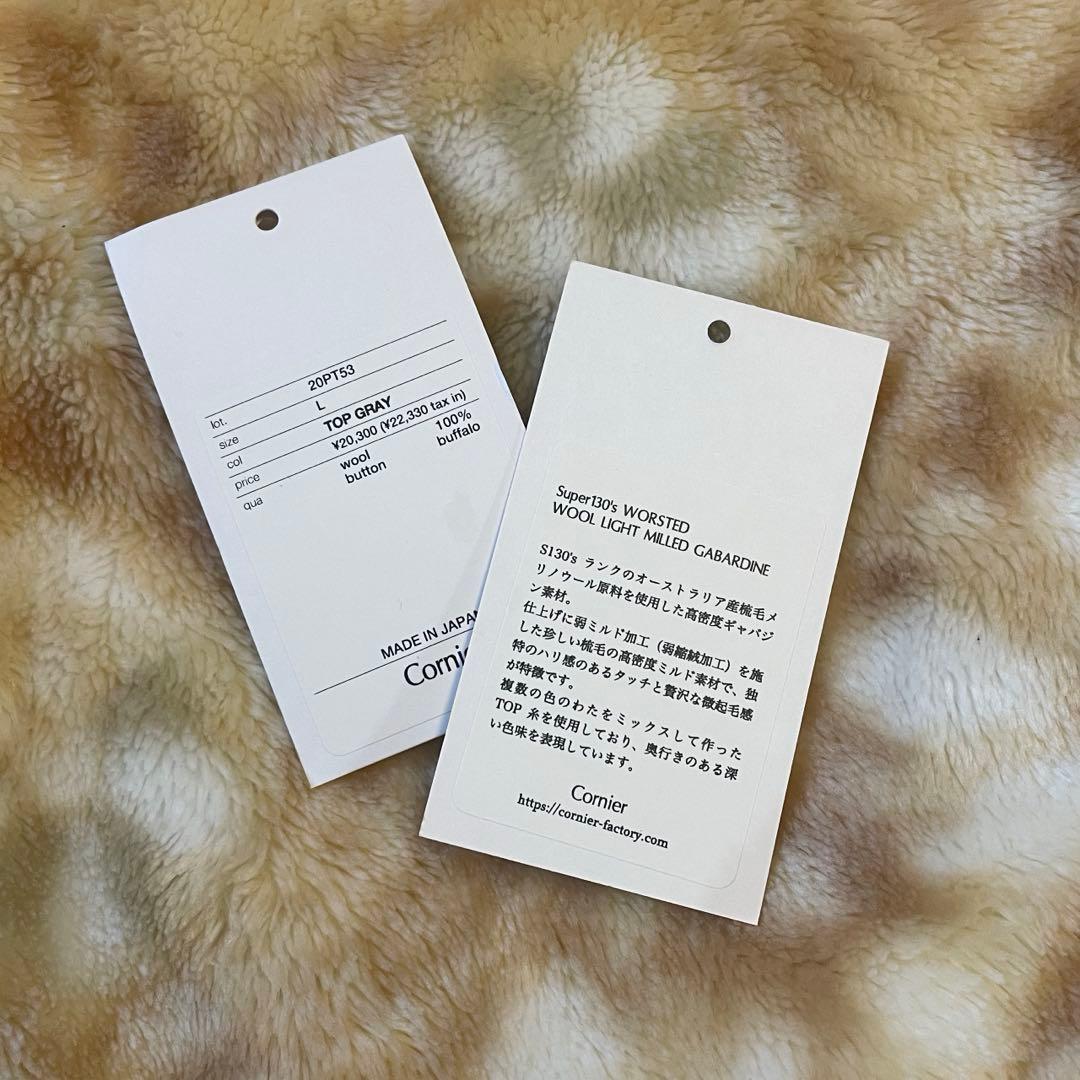 lot. 20PT53
size L
col TOP GRAY
price ¥20,300 (¥22,330 tax in)
qua wool 100%
button buffalo
MADE IN JAPAN
Cornie
Super130's WORSTED
WOOL LIGHT MILLED GABARDINE
S130's ランクのオーストラリア産梳毛メ
リノウール原料を使用した高密度ギャバジ
ン素材。
仕上げに弱ミルド加工（弱縮絨加工）を施
した珍しい梳毛の高密度ミルド素材で、独
特のハリ感のあるタッチと贅沢な微起毛感
が特徴です。
複数の色のわたをミックスして作った
TOP 糸を使用しており、奥行きのある深
い色味を表現しています。
Cornier
https://cornier-factory.com